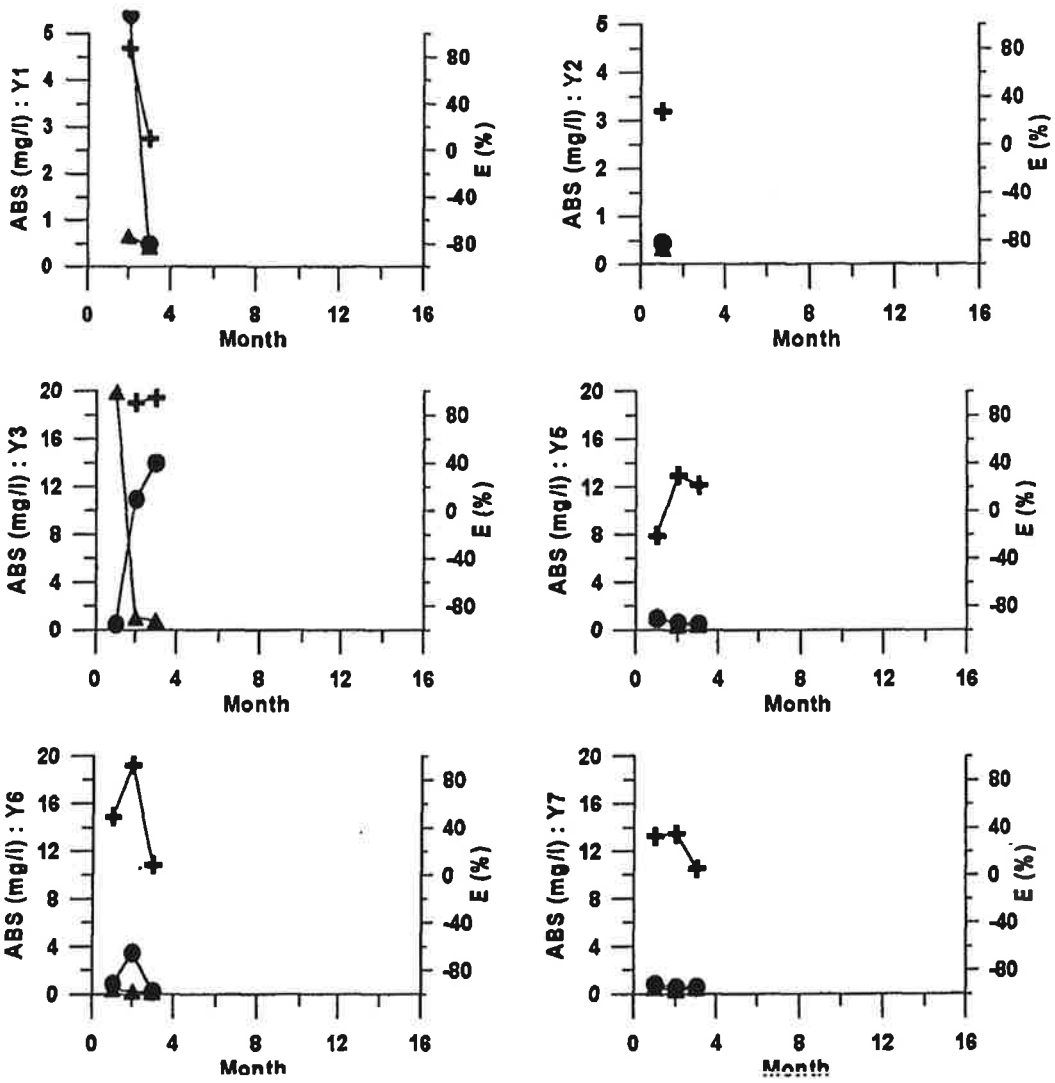 ABS (mg/l) : Y1
5
4
3
2
1
0
80
40
0
-40
-80
E (%)
0 4 8 12 16
Month
ABS (mg/l) : Y2
5
4
3
2
1
0
80
40
0
-40
-80
E (%)
0 4 8 12 16
Month
ABS (mg/l) : Y3
20
16
12
8
4
0
80
40
0
-40
-80
E (%)
0 4 8 12 16
Month
ABS (mg/l) : Y5
20
16
12
8
4
0
80
40
0
-40
-80
E (%)
0 4 8 12 16
Month
ABS (mg/l) : Y6
20
16
12
8
4
0
80
40
0
-40
-80
E (%)
0 4 8 12 16
Month
ABS (mg/l) : Y7
20
16
12
8
4
0
80
40
0
-40
-80
E (%)
0 4 8 12 16
Month